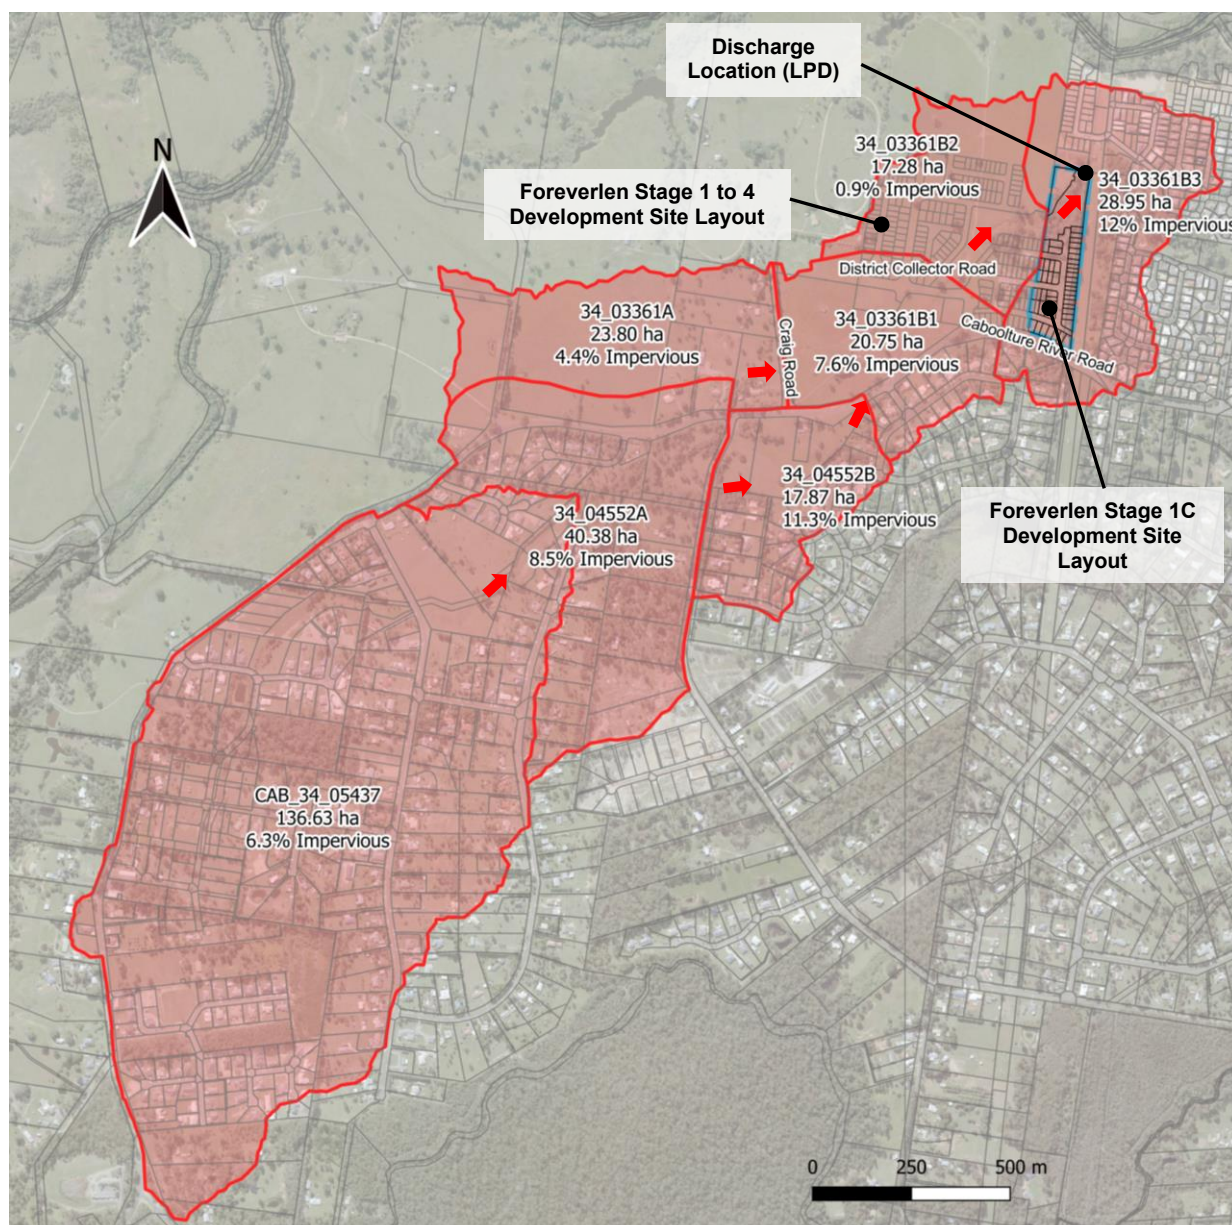 Discharge
Location (LPD)
N
34_03361B2
17.28 ha
0.9% Impervious
34_03361B3
28.95 ha
12% Impervious
Foreverlen Stage 1 to 4
Development Site Layout
District Collector Road
34_03361A
23.80 ha
4.4% Impervious
Craig Road
34_03361B1
20.75 ha
7.6% Impervious
Caboolture River Road
34_04552B
17.87 ha
11.3% Impervious
34_04552A
40.38 ha
8.5% Impervious
Foreverlen Stage 1C
Development Site
Layout
CAB_34_05437
136.63 ha
6.3% Impervious
0 250 500 m